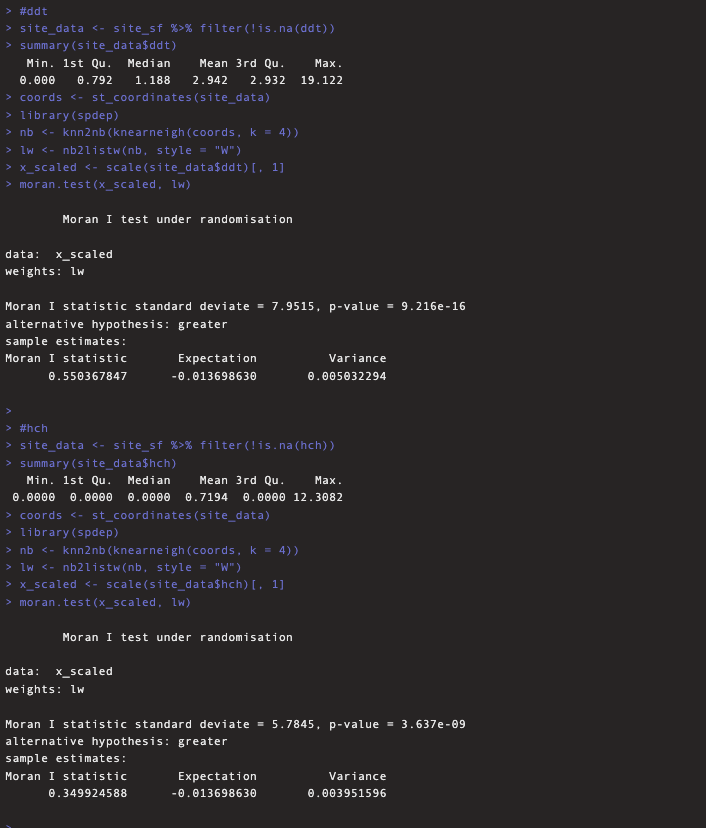 > #ddt
> site_data <- site_sf %>% filter(!is.na(ddt))
> summary(site_data$ddt)
   Min. 1st Qu.  Median    Mean 3rd Qu.    Max.
  0.000   0.792   1.188   2.942   2.932  19.122
> coords <- st_coordinates(site_data)
> library(spdep)
> nb <- knn2nb(knearneigh(coords, k = 4))
> lw <- nb2listw(nb, style = "W")
> x_scaled <- scale(site_data$ddt)[, 1]
> moran.test(x_scaled, lw)

        Moran I test under randomisation

data:  x_scaled
weights: lw

Moran I statistic standard deviate = 7.9515, p-value = 9.216e-16
alternative hypothesis: greater
sample estimates:
Moran I statistic       Expectation          Variance
      0.550367847      -0.013698630       0.005032294

>
> #hch
> site_data <- site_sf %>% filter(!is.na(hch))
> summary(site_data$hch)
   Min. 1st Qu.  Median    Mean 3rd Qu.    Max.
 0.0000  0.0000  0.0000  0.7194  0.0000 12.3082
> coords <- st_coordinates(site_data)
> library(spdep)
> nb <- knn2nb(knearneigh(coords, k = 4))
> lw <- nb2listw(nb, style = "W")
> x_scaled <- scale(site_data$hch)[, 1]
> moran.test(x_scaled, lw)

        Moran I test under randomisation

data:  x_scaled
weights: lw

Moran I statistic standard deviate = 5.7845, p-value = 3.637e-09
alternative hypothesis: greater
sample estimates:
Moran I statistic       Expectation          Variance
      0.349924588      -0.013698630       0.003951596

>